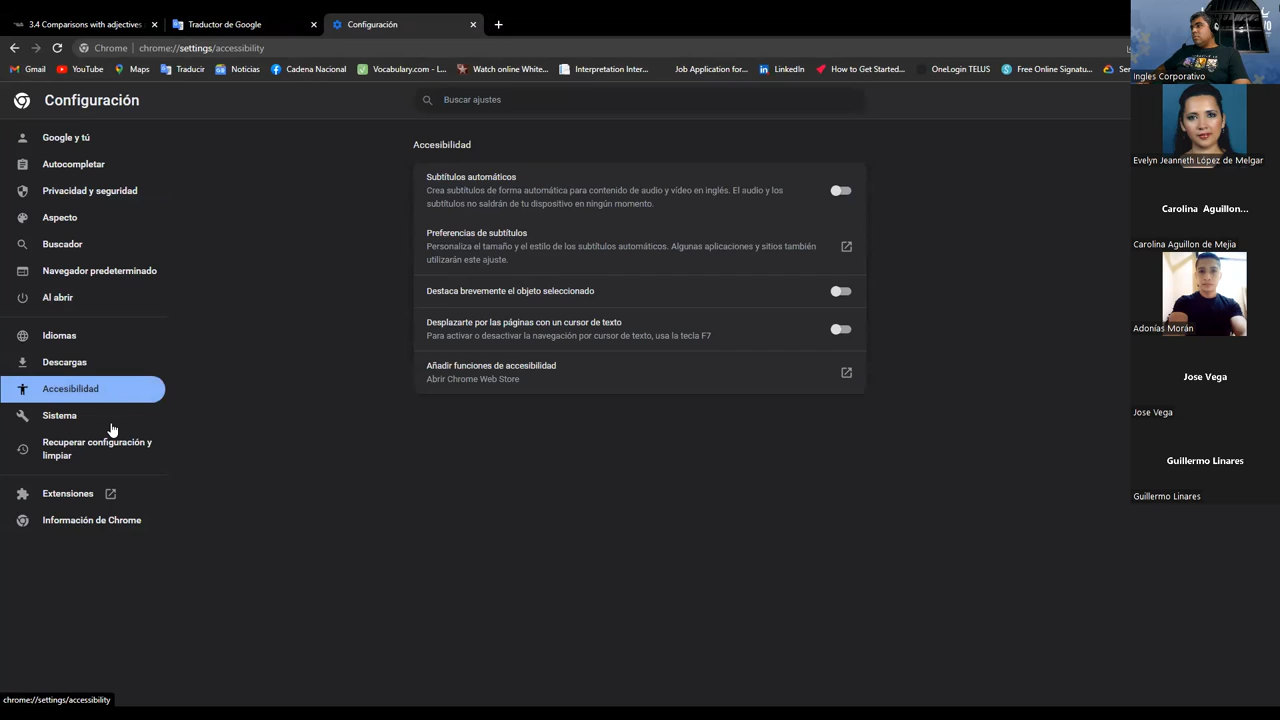 3.4 Comparisons with adjectives
Traductor de Google
Configuración
Chrome | chrome://settings/accessibility
Gmail
YouTube
Maps
Traducir
Noticias
Cadena Nacional
Vocabulary.com - L...
Watch online White...
Interpretation Inter...
Job Application for...
LinkedIn
How to Get Started...
OneLogin TELUS
Free Online Signatu...
Ser
Configuración
Buscar ajustes
Google y tú
Autocompletar
Privacidad y seguridad
Aspecto
Buscador
Navegador predeterminado
Al abrir
Idiomas
Descargas
Accesibilidad
Sistema
Recuperar configuración y
limpiar
Extensiones
Información de Chrome
Accesibilidad
Subtítulos automáticos
Crea subtítulos de forma automática para contenido de audio y vídeo en inglés. El audio y los
subtítulos no saldrán de tu dispositivo en ningún momento.
Preferencias de subtítulos
Personaliza el tamaño y el estilo de los subtítulos automáticos. Algunas aplicaciones y sitios también
utilizarán este ajuste.
Destaca brevemente el objeto seleccionado
Desplazarte por las páginas con un cursor de texto
Para activar o desactivar la navegación por cursor de texto, usa la tecla F7
Añadir funciones de accesibilidad
Abrir Chrome Web Store
Ingles Corporativo
Evelyn Jeanneth López de Melgar
Carolina Aguillon...
Carolina Aguillon de Mejia
Adonías Morán
Jose Vega
Jose Vega
Guillermo Linares
Guillermo Linares
chrome://settings/accessibility